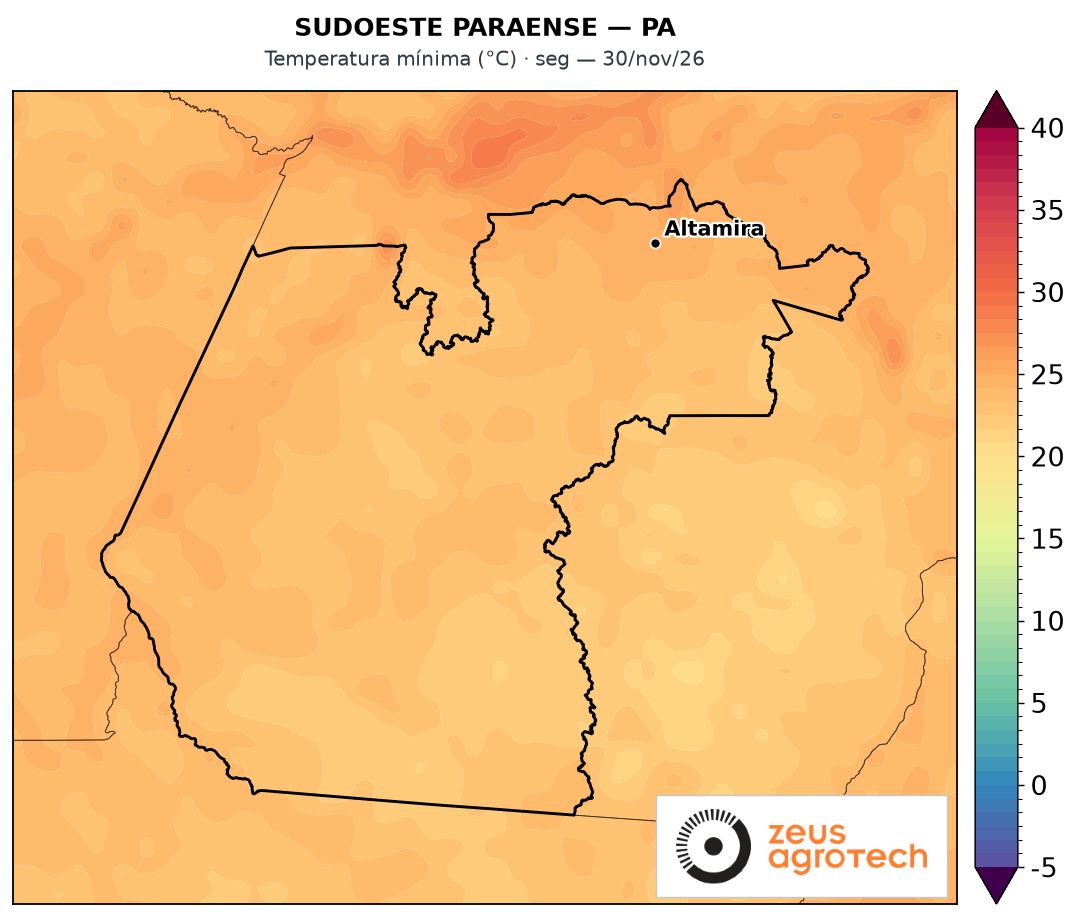 SUDOESTE PARAENSE — PA
Temperatura mínima (°C) · seg — 30/nov/26
Altamira
40
35
30
25
20
15
10
5
0
-5
zeus
agrotech